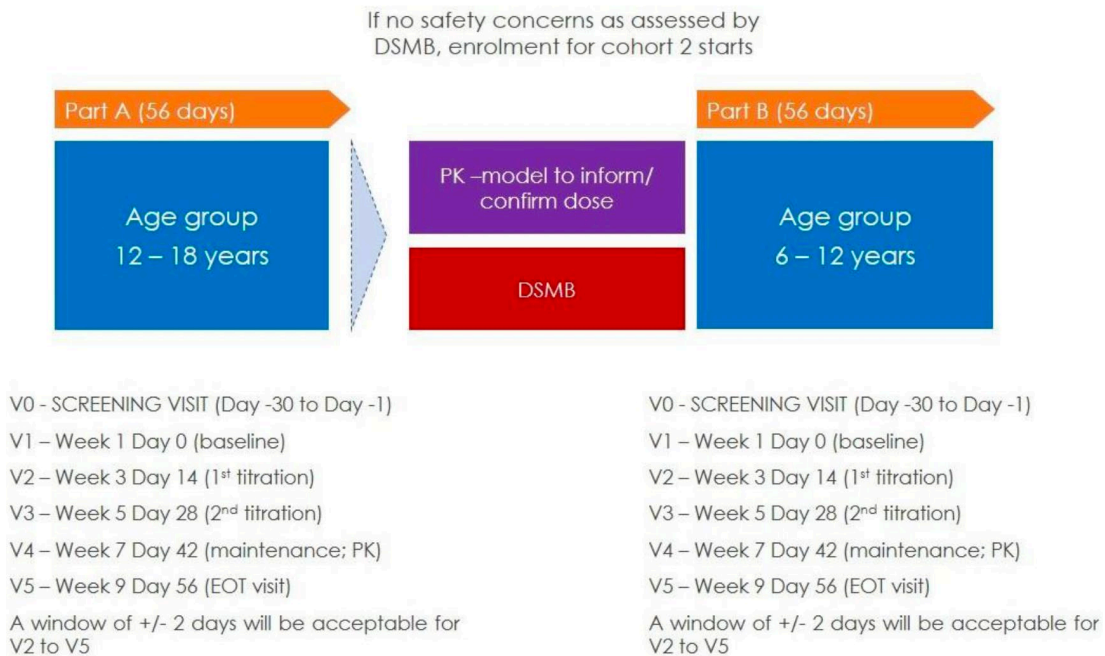 If no safety concerns as assessed by
DSMB, enrolment for cohort 2 starts
Part A (56 days)
Part B (56 days)
Age group
12 – 18 years
PK –model to inform/
confirm dose
DSMB
Age group
6 – 12 years
V0 - SCREENING VISIT (Day -30 to Day -1)
V1 – Week 1 Day 0 (baseline)
V2 – Week 3 Day 14 (1st titration)
V3 – Week 5 Day 28 (2nd titration)
V4 – Week 7 Day 42 (maintenance; PK)
V5 – Week 9 Day 56 (EOT visit)
A window of +/- 2 days will be acceptable for
V2 to V5
V0 - SCREENING VISIT (Day -30 to Day -1)
V1 – Week 1 Day 0 (baseline)
V2 – Week 3 Day 14 (1st titration)
V3 – Week 5 Day 28 (2nd titration)
V4 – Week 7 Day 42 (maintenance; PK)
V5 – Week 9 Day 56 (EOT visit)
A window of +/- 2 days will be acceptable for
V2 to V5